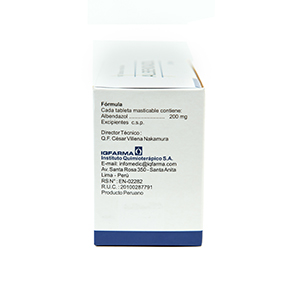 Fórmula
Cada tableta masticable contiene:
Albendazol 200 mg
Excipientes c.s.p.
Director Técnico :
Q.F. César Villena Nakamura
IQFARMA
Instituto Quimioterápico S.A.
E-mail: infomedic@iqfarma.com
Av. Santa Rosa 350 - Santa Anita
Lima - Perú
RS N° : EN-02282
R.U.C. : 20100287791
Producto Peruano